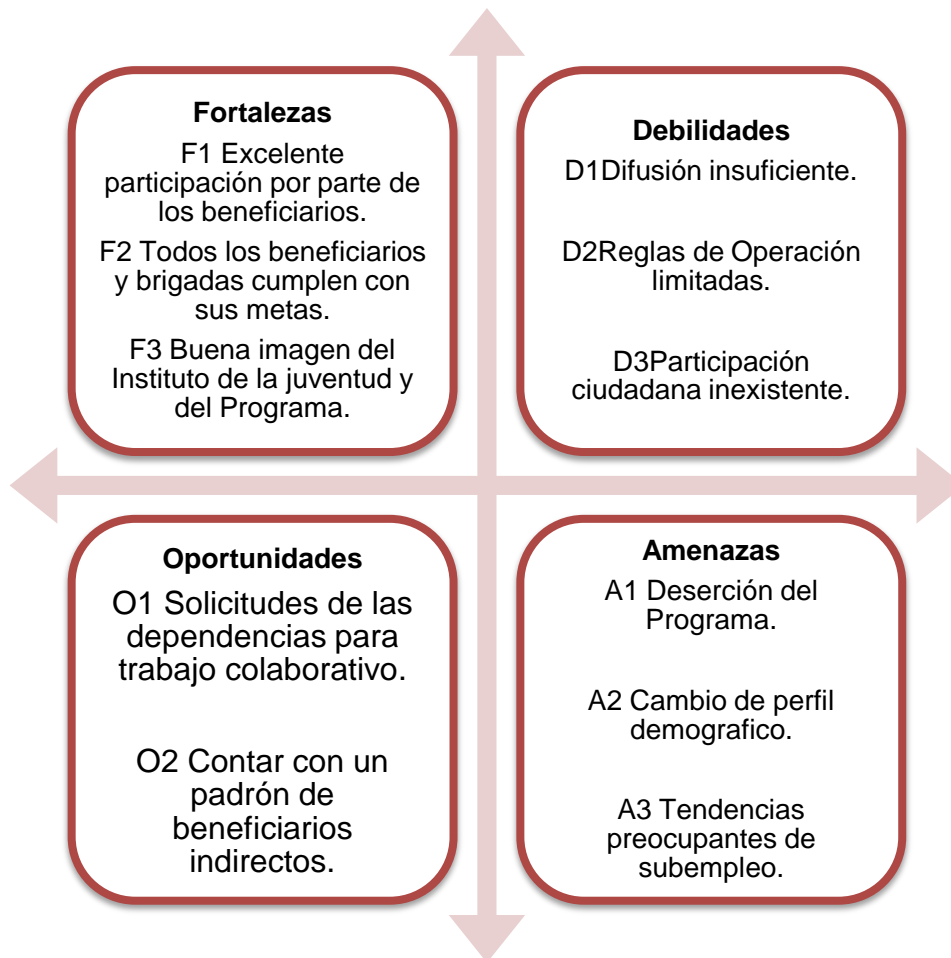 Fortalezas
F1 Excelente
participación por parte de
los beneficiarios.
F2 Todos los beneficiarios
y brigadas cumplen con
sus metas.
F3 Buena imagen del
Instituto de la juventud y
del Programa.
Debilidades
D1Difusión insuficiente.
D2Reglas de Operación
limitadas.
D3Participación
ciudadana inexistente.
Oportunidades
O1 Solicitudes de las
dependencias para
trabajo colaborativo.
O2 Contar con un
padrón de
beneficiarios
indirectos.
Amenazas
A1 Deserción del
Programa.
A2 Cambio de perfil
demografico.
A3 Tendencias
preocupantes de
subempleo.